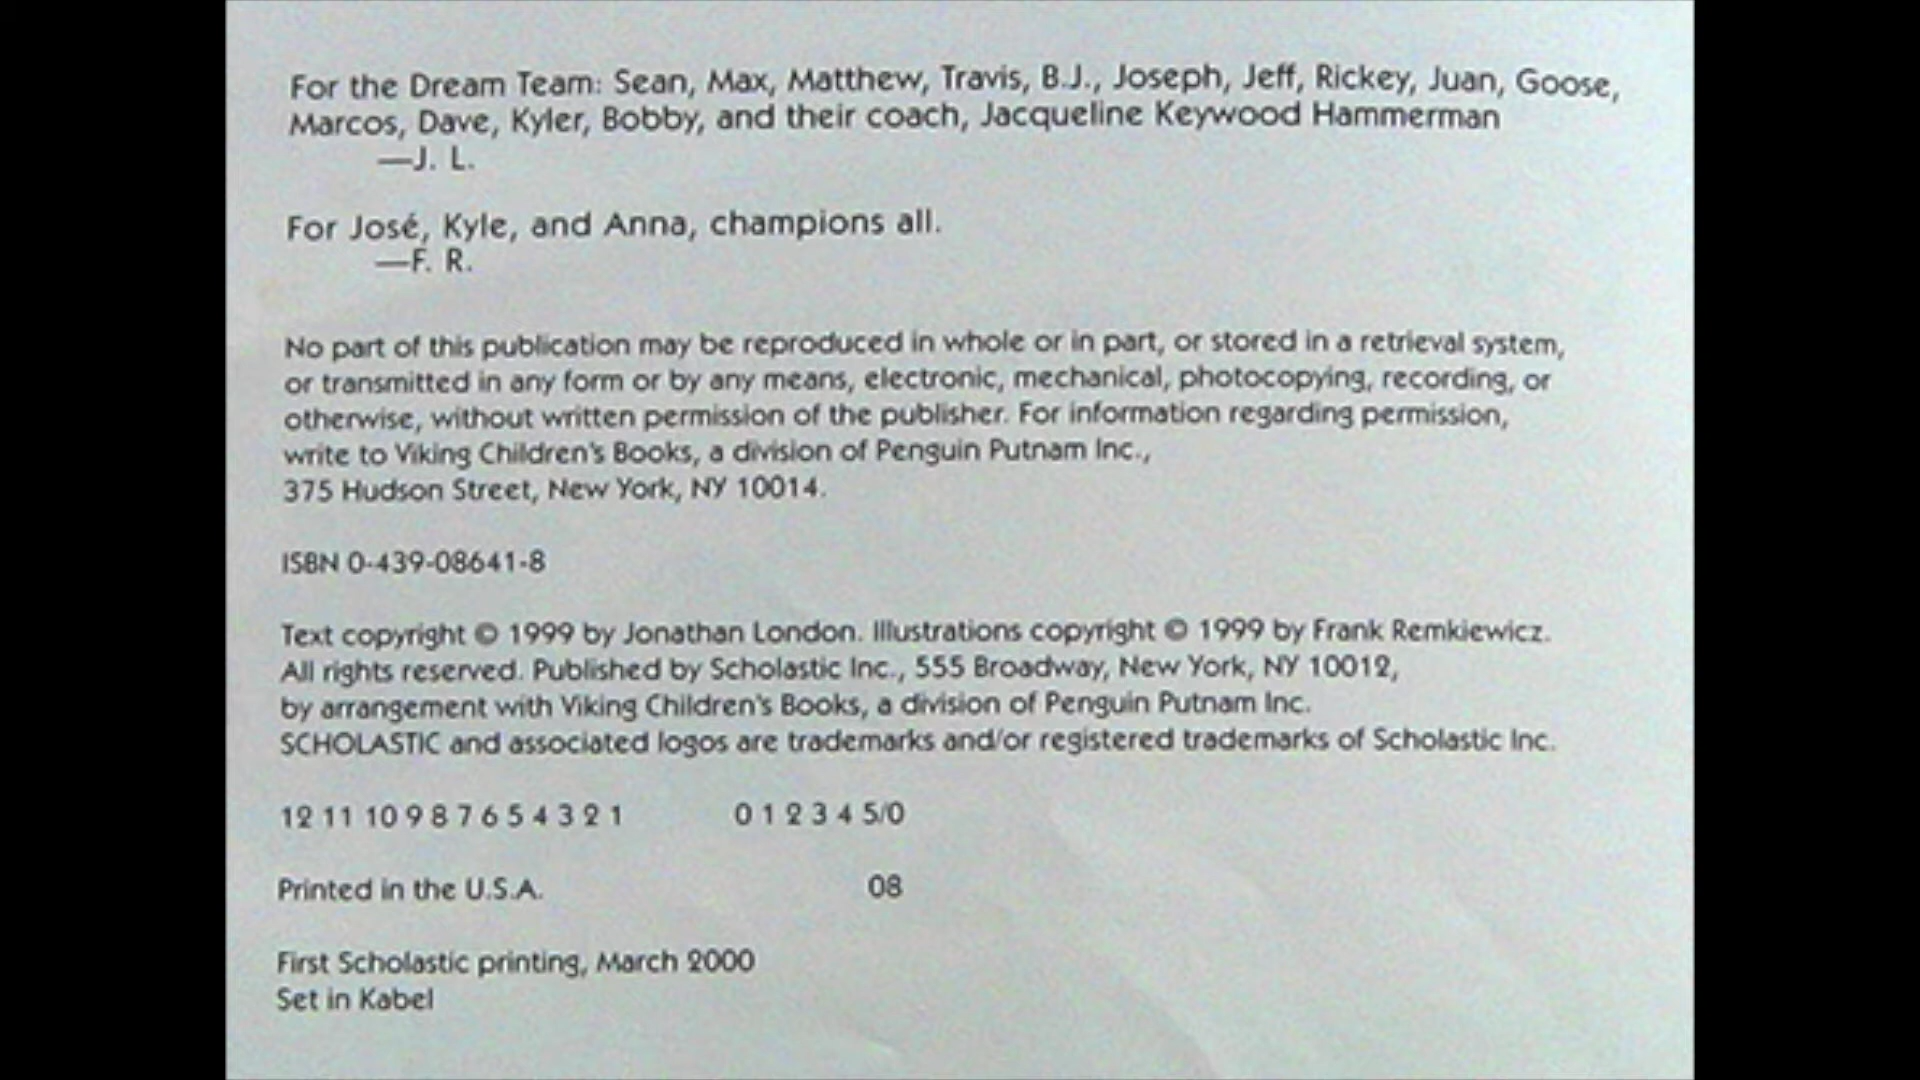 For the Dream Team: Sean, Max, Matthew, Travis, B.J., Joseph, Jeff, Rickey, Juan, Goose,
Marcos, Dave, Kyler, Bobby, and their coach, Jacqueline Keywood Hammerman
—J. L.
For José, Kyle, and Anna, champions all.
—F. R.
No part of this publication may be reproduced in whole or in part, or stored in a retrieval system,
or transmitted in any form or by any means, electronic, mechanical, photocopying, recording, or
otherwise, without written permission of the publisher. For information regarding permission,
write to Viking Children's Books, a division of Penguin Putnam Inc.,
375 Hudson Street, New York, NY 10014.
ISBN 0-439-08641-8
Text copyright © 1999 by Jonathan London. Illustrations copyright © 1999 by Frank Remkiewicz.
All rights reserved. Published by Scholastic Inc., 555 Broadway, New York, NY 10012,
by arrangement with Viking Children's Books, a division of Penguin Putnam Inc.
SCHOLASTIC and associated logos are trademarks and/or registered trademarks of Scholastic Inc.
12 11 10 9 8 7 6 5 4 3 2 1 0 1 2 3 4 5/0
Printed in the U.S.A. 08
First Scholastic printing, March 2000
Set in Kabel